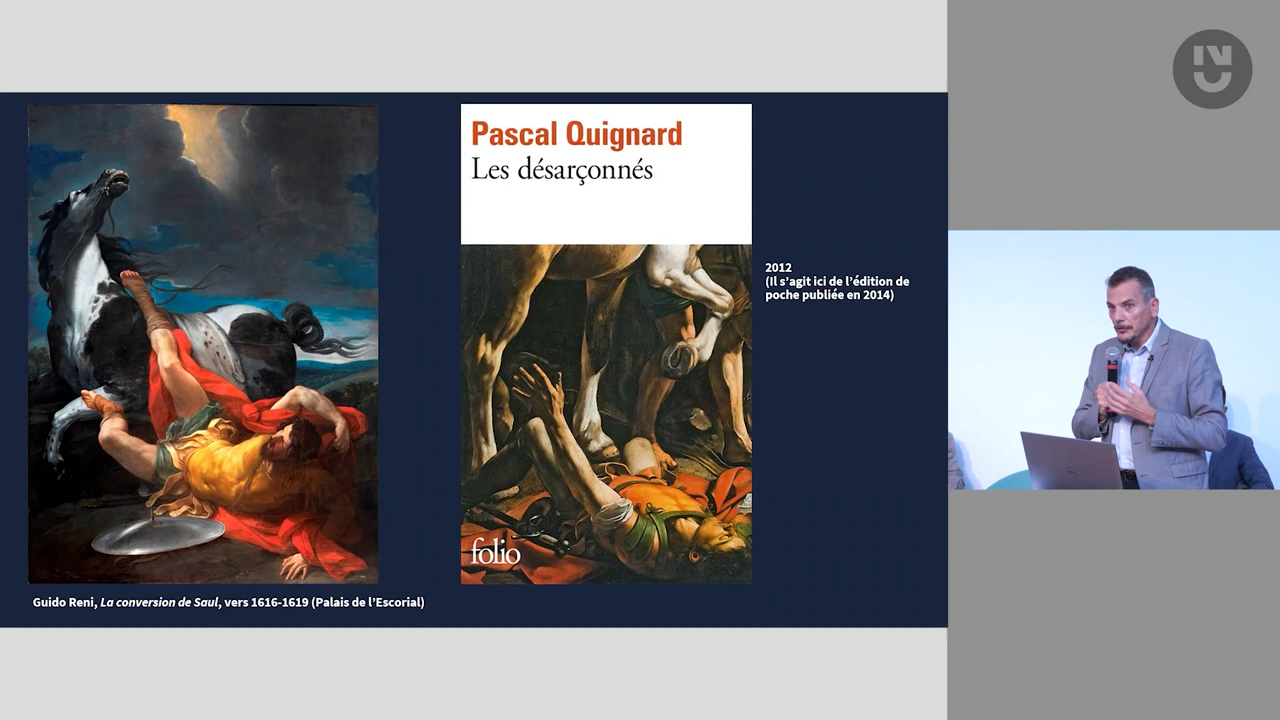 Pascal Quignard
Les désarçonnés
2012
(Il s’agit ici de l’édition de
poche publiée en 2014)
folio
Guido Reni, La conversion de Saul, vers 1616-1619 (Palais de l’Escorial)